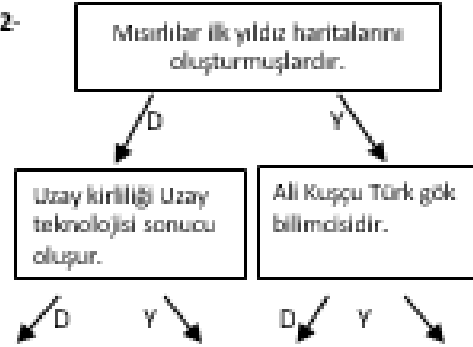 2-
Mısırlılar ilk yıldız haritalarını
oluşturmuşlardır.
D
Y
Uzay kirliliği Uzay
teknolojisi sonucu
oluşur.
Ali Kuşçu Türk gök
bilimcisidir.
D
Y
D
Y